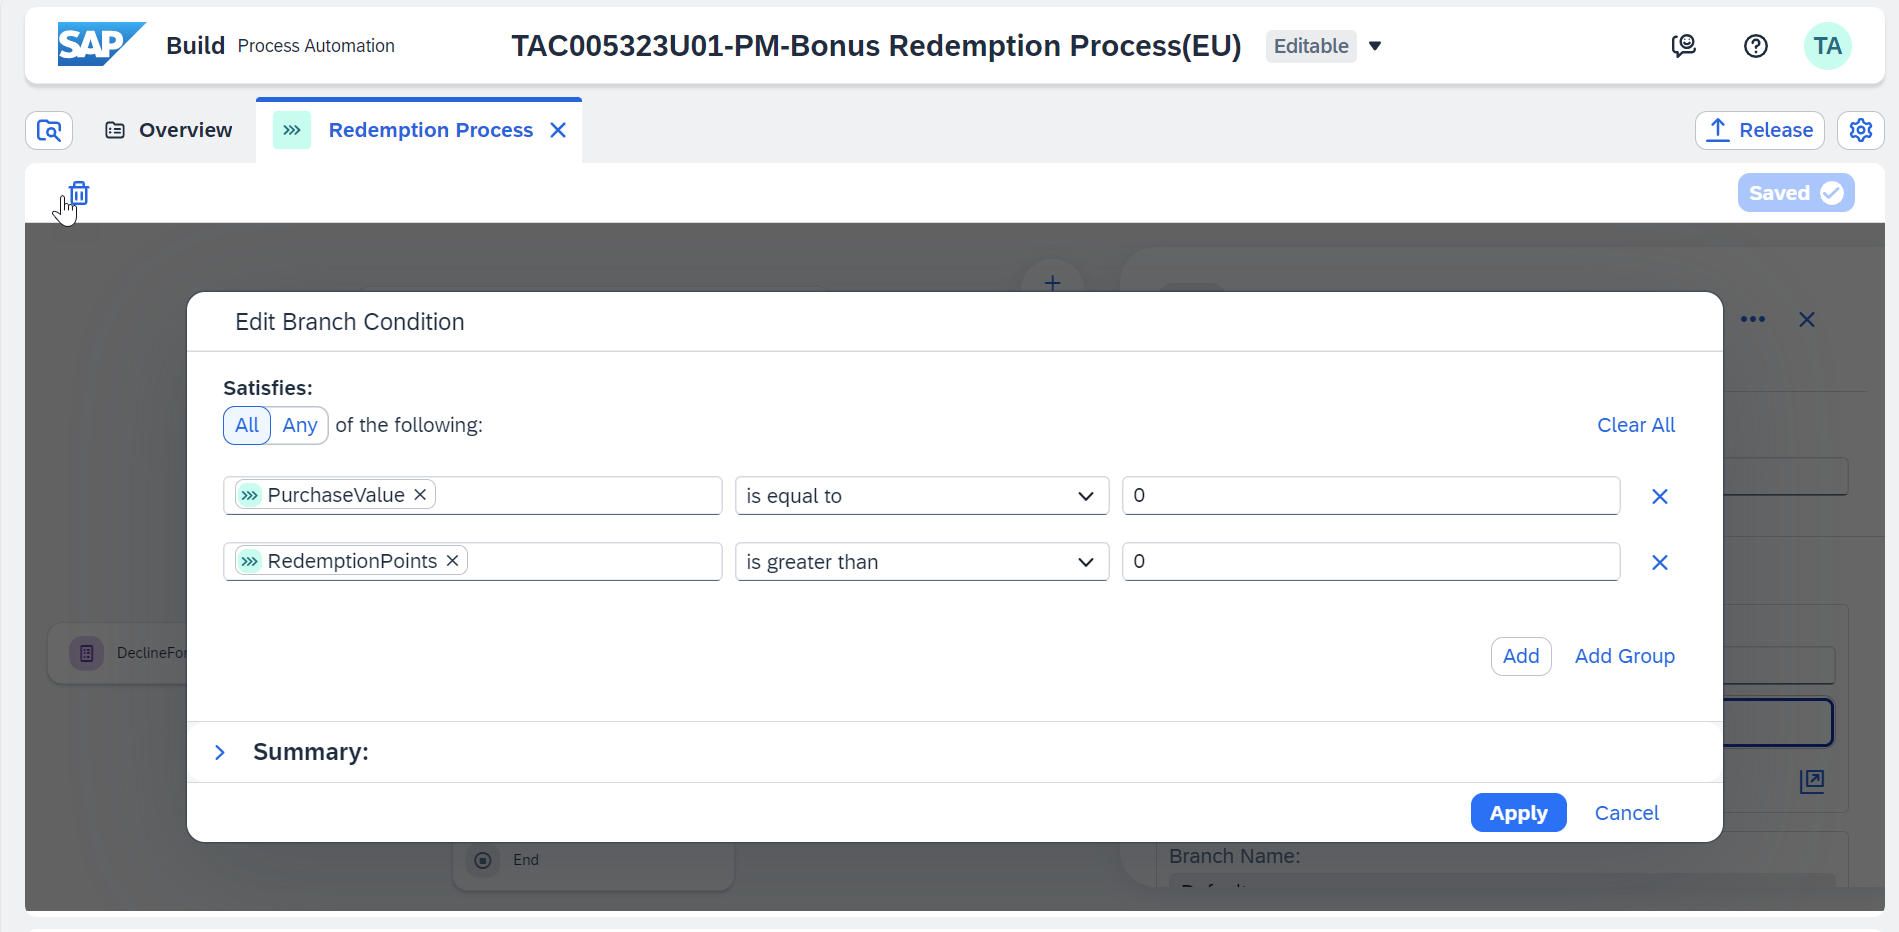 SAP Build Process Automation TAC005323U01-PM-Bonus Redemption Process(EU) Editable TA
Overview Redemption Process Release
Saved
Edit Branch Condition
Satisfies:
All Any of the following: Clear All
PurchaseValue is equal to 0
RedemptionPoints is greater than 0
DeclineFor
Add Add Group
Summary:
Apply Cancel
End
Branch Name: